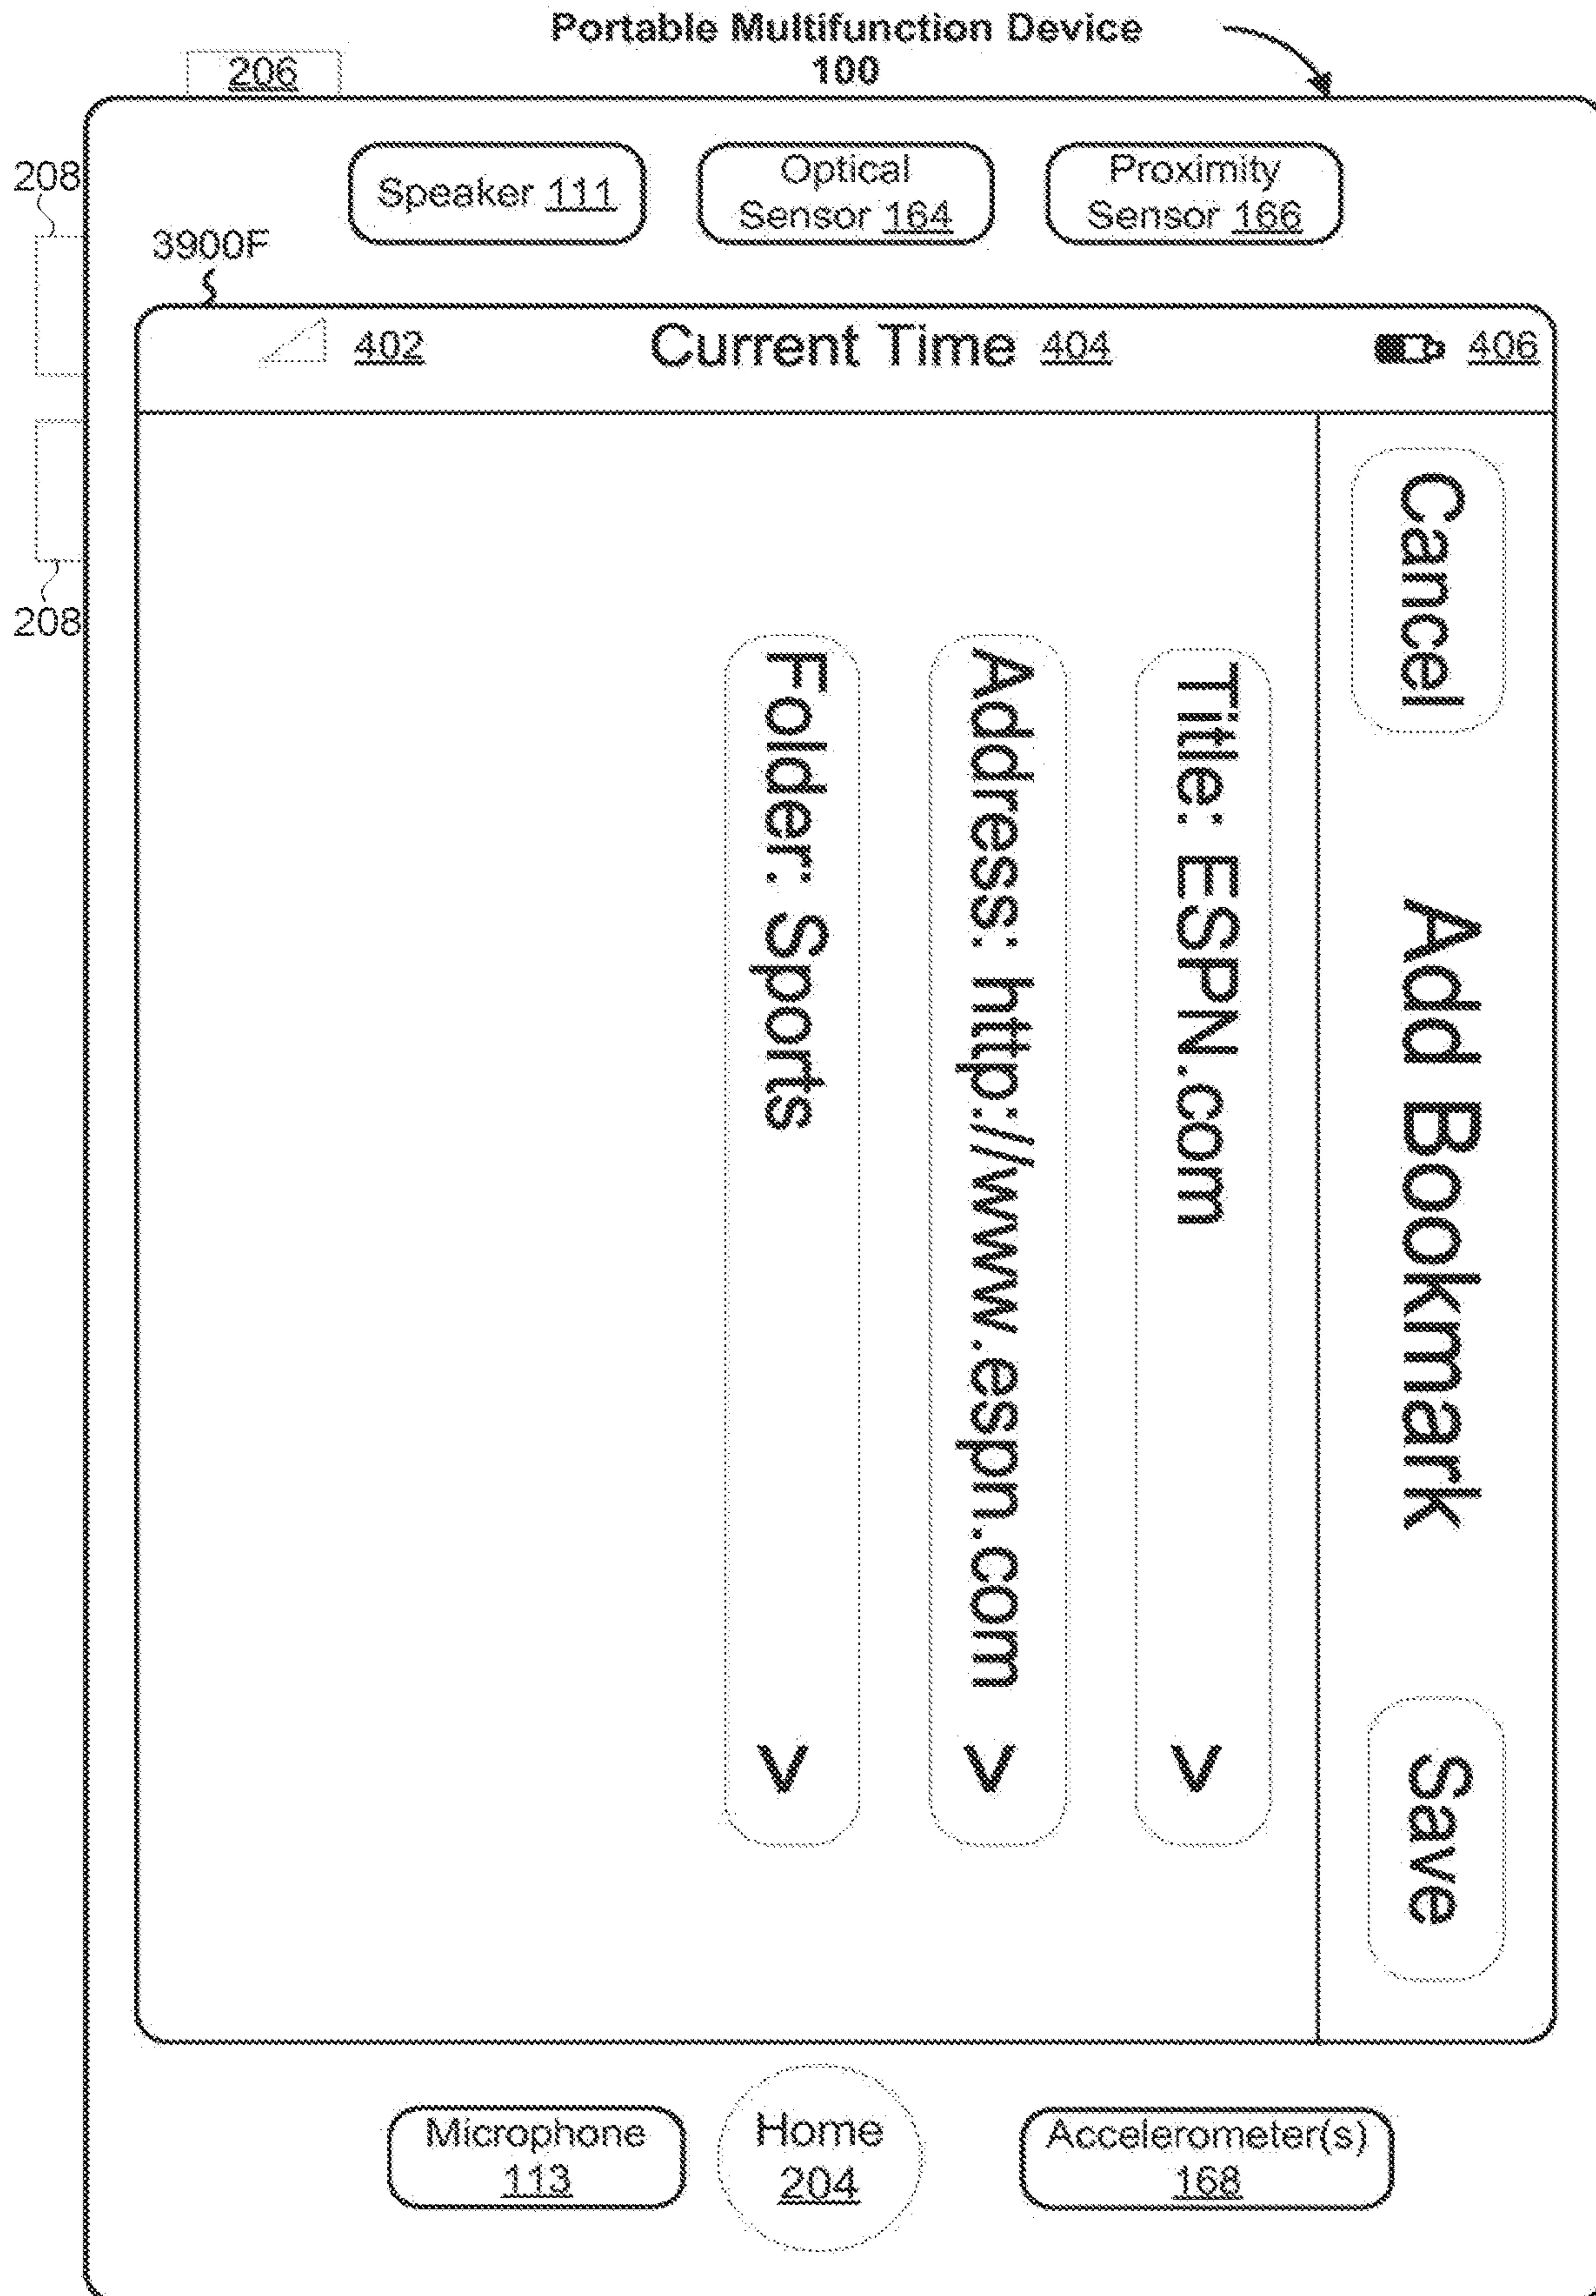 Portable Multifunction Device
100
206
208
3900F
Speaker 111
Optical
Sensor 164
Proximity
Sensor 166
402
Current Time 404
406
208
Cancel
Add Bookmark
Save
Title: ESPN.com
>
Address: http://www.espn.com
>
Folder: Sports
>
Microphone
113
Home
204
Accelerometer(s)
168